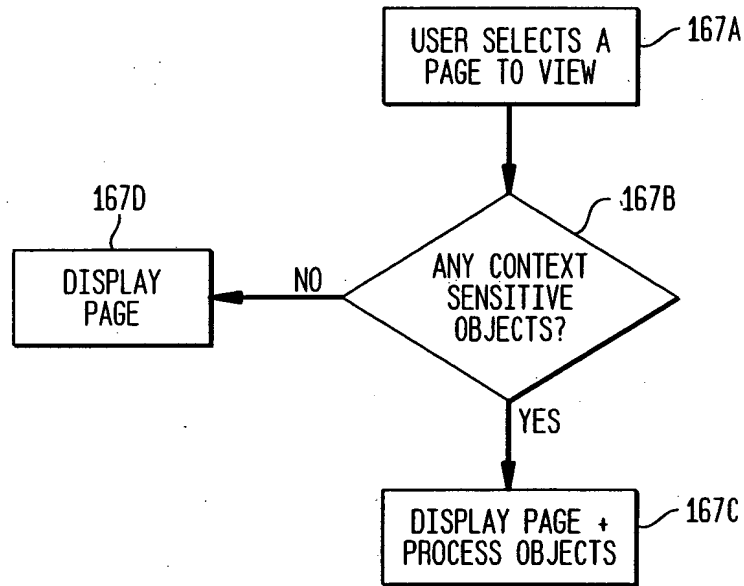 USER SELECTS A
PAGE TO VIEW
167A
167D
167B
DISPLAY
PAGE
NO
ANY CONTEXT
SENSITIVE
OBJECTS?
YES
DISPLAY PAGE +
PROCESS OBJECTS
167C